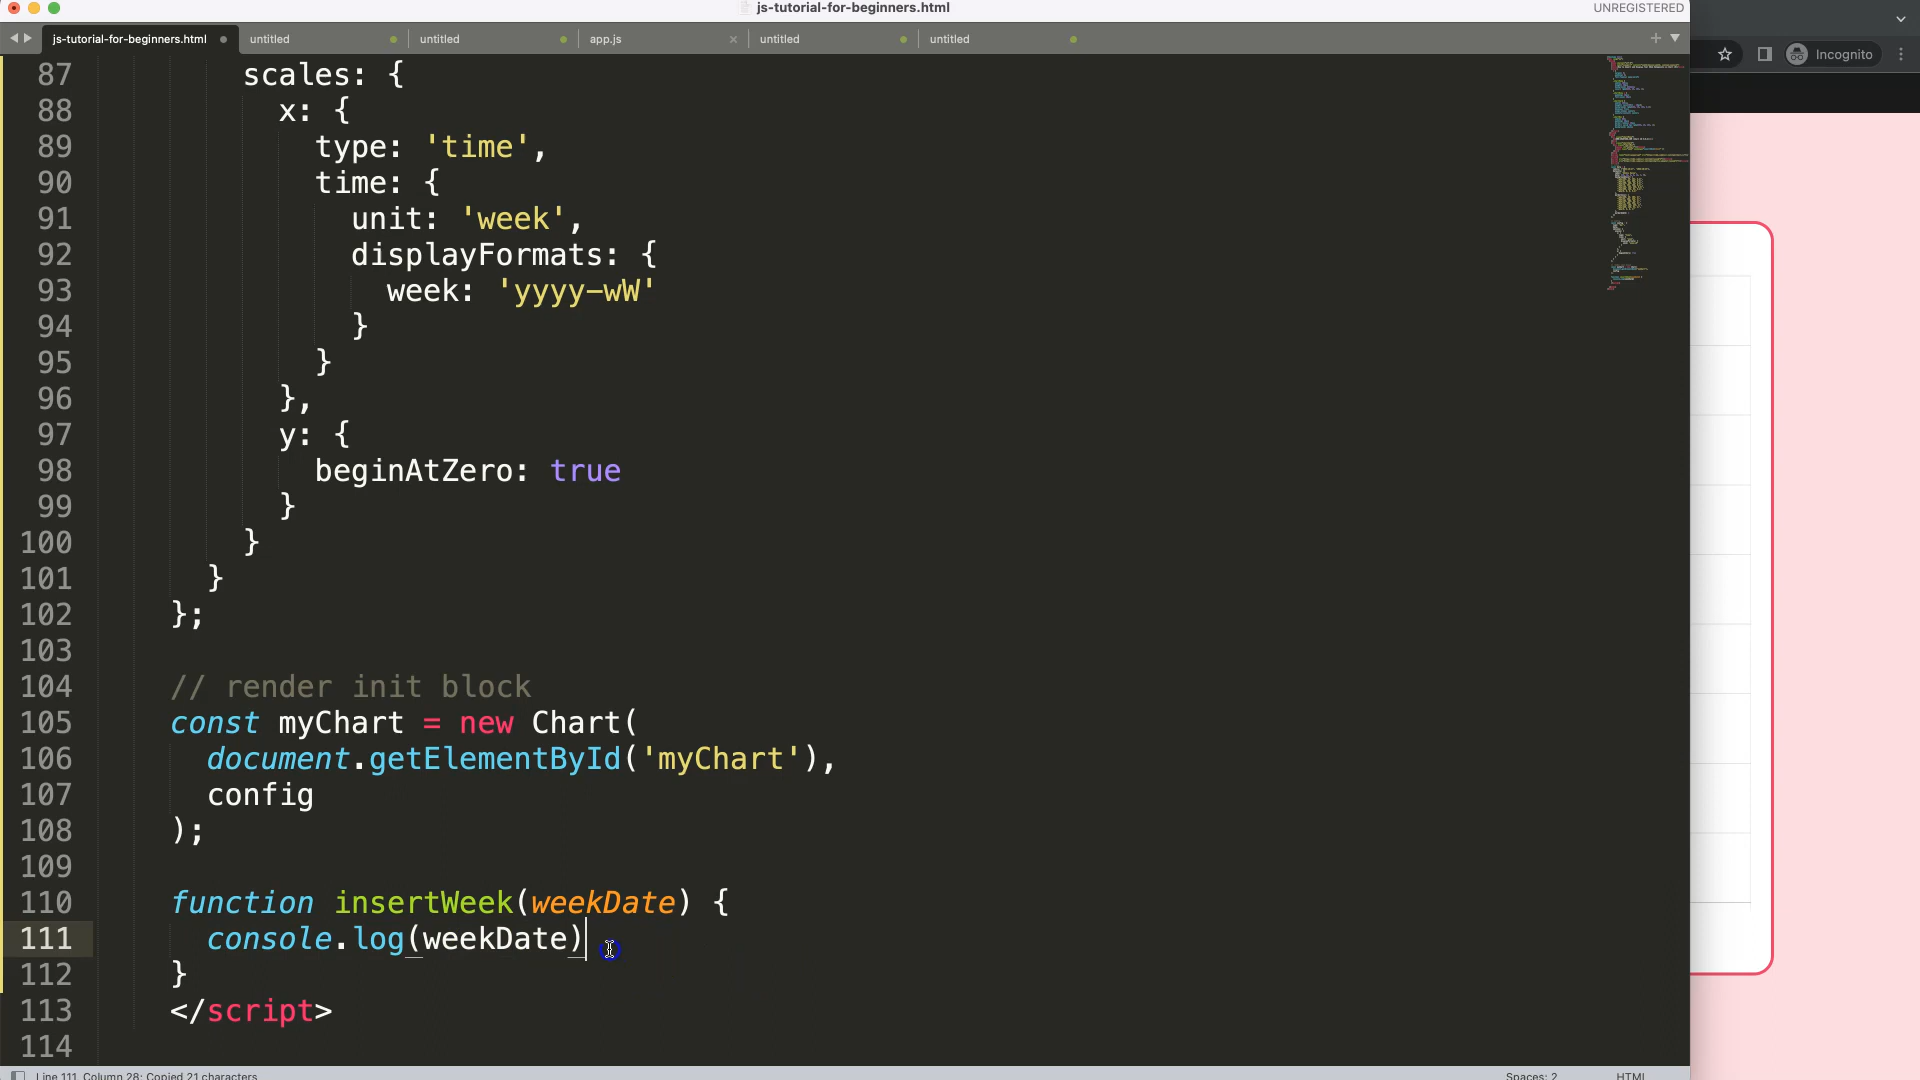 js-tutorial-for-beginners.html
UNREGISTERED
js-tutorial-for-beginners.html untitled untitled app.js untitled untitled
Incognito
87 scales: {
88 x: {
89 type: 'time',
90 time: {
91 unit: 'week',
92 displayFormats: {
93 week: 'yyyy-wW'
94 }
95 }
96 },
97 y: {
98 beginAtZero: true
99 }
100 }
101 }
102 };
103
104 // render init block
105 const myChart = new Chart(
106 document.getElementById('myChart'),
107 config
108 );
109
110 function insertWeek(weekDate) {
111 console.log(weekDate)
112 }
113 </script>
114
Line 111, Column 28; Copied 21 characters
Spaces: 2
HTML